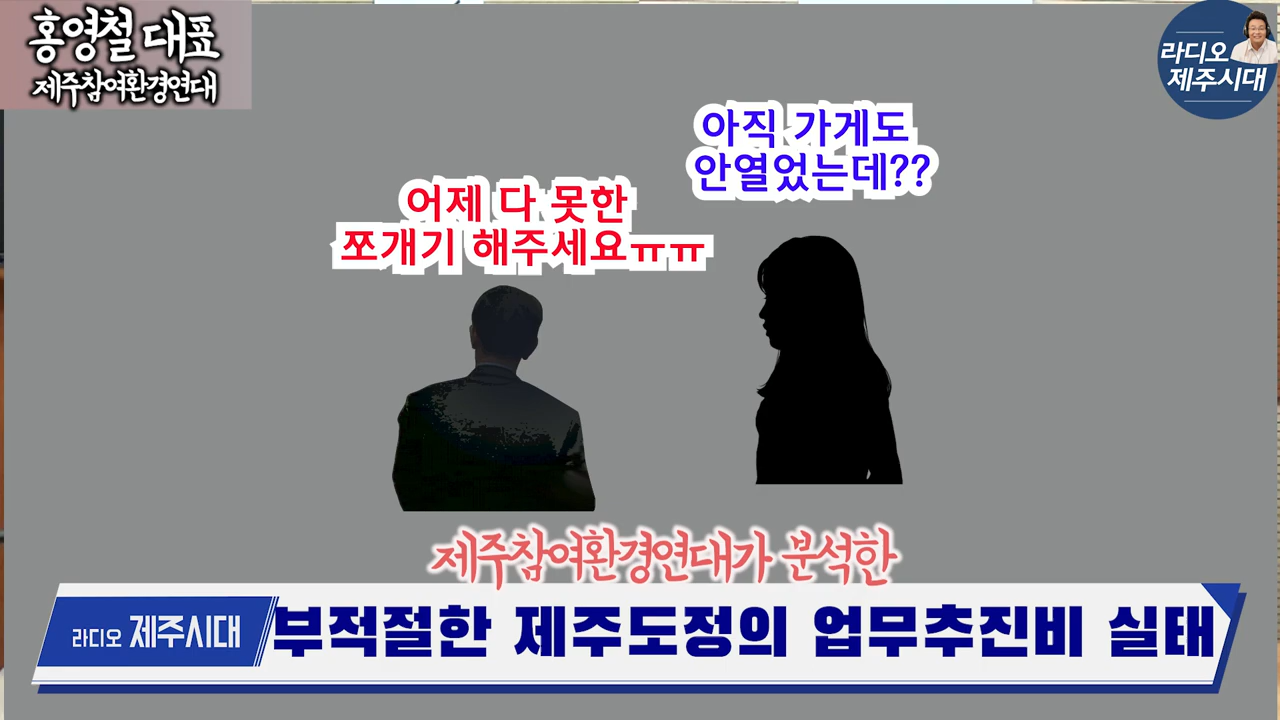 홍영철 대표
제주참여환경연대
라디오
제주시대
아직 가게도
안열었는데??
어제 다 못한
쪼개기 해주세요ㅠㅠ
제주참여환경연대가 분석한
라디오 제주시대
부적절한 제주도정의 업무추진비 실태